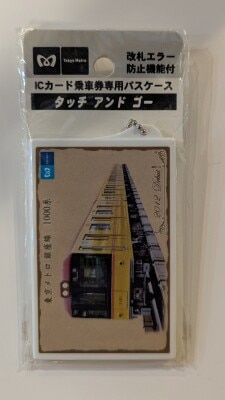 Tokyo Metro
改札エラー
防止機能付
ICカード乗車券専用パスケース
タッチ アンド ゴー
東京メトロ 銀座線 1000系
2012 Debut!